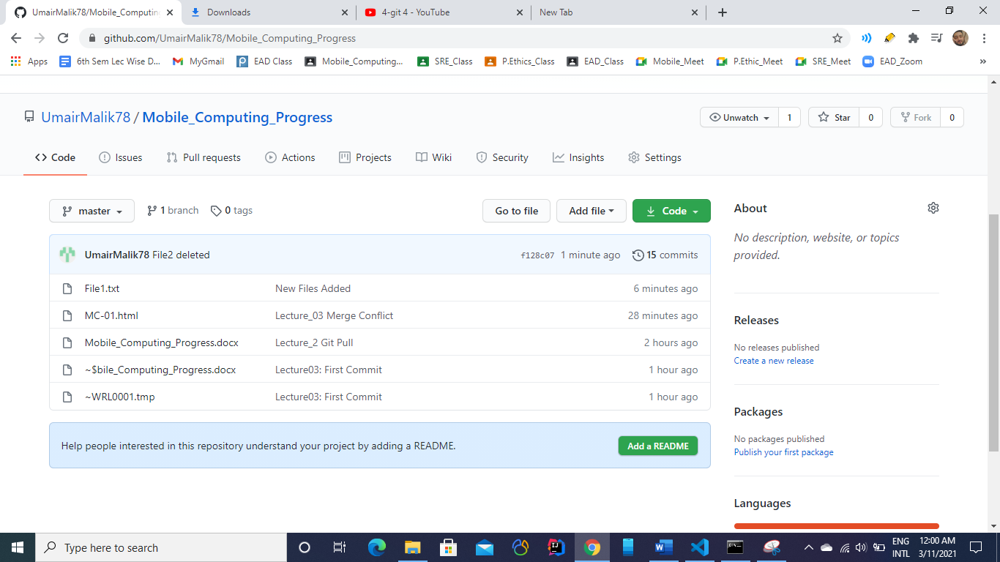 UmairMalik78/Mobile_Computin
Downloads
4-git 4 - YouTube
New Tab
github.com/UmairMalik78/Mobile_Computing_Progress
Apps
6th Sem Lec Wise D...
MyGmail
EAD Class
Mobile_Computing...
SRE_Class
P.Ethics_Class
EAD_Class
Mobile_Meet
P.Ethic_Meet
SRE_Meet
EAD_Zoom
»
UmairMalik78 / Mobile_Computing_Progress
Unwatch 1
Star 0
Fork 0
Code
Issues
Pull requests
Actions
Projects
Wiki
Security
Insights
Settings
master
1 branch
0 tags
Go to file
Add file
Code
UmairMalik78 File2 deleted f128c07 1 minute ago 15 commits
File1.txt New Files Added 6 minutes ago
MC-01.html Lecture_03 Merge Conflict 28 minutes ago
Mobile_Computing_Progress.docx Lecture_2 Git Pull 2 hours ago
~$bile_Computing_Progress.docx Lecture03: First Commit 1 hour ago
~WRL0001.tmp Lecture03: First Commit 1 hour ago
Help people interested in this repository understand your project by adding a README.
Add a README
About
No description, website, or topics
provided.
Releases
No releases published
Create a new release
Packages
No packages published
Publish your first package
Languages
Type here to search
ENG
INTL
12:00 AM
3/11/2021